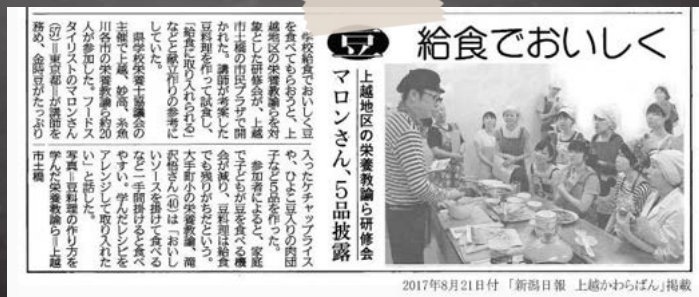 豆 給食でおいしく
上越地区の栄養教諭ら研修会
マロンさん、5品披露
学校給食でおいしく豆
を食べてもらおうと、上
越地区の栄養教諭らを対
象とした研修会が、上越
市土橋の市民プラザで開
かれた。講師が考案した
豆料理を作って試食し、
「給食に取り入れられる」
などと献立作りの参考に
していた。
県学校栄養士協議会の
主催で上越、妙高、糸魚
川各市の栄養教諭ら約20
人が参加した。フードス
タイリストのマロンさん
(57)＝東京都＝が講師を
務め、金時豆がたっぷり
入ったケチャップライス
や、ひよこ豆入りの肉団
子など5品を作った。
参加者によると、家庭
で子どもが豆を食べる機
会が減り、豆料理は給食
でも残りがちだという。
大手町小の栄養教諭、滝
沢悟さん(40)は「おいし
いソースを掛けて食べる
など一手間掛けると食べ
やすい。学んだレシピを
アレンジして取り入れた
い」と話した。
写真＝豆料理の作り方を
学んだ栄養教諭ら＝上越
市土橋
2017年8月21日付 「新潟日報 上越かわらばん」掲載